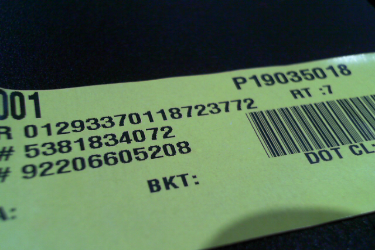 P19035018
001
RT :7
R 01293370118723772
# 5381834072
# 92206605208
DOT CL:
BKT:
A: